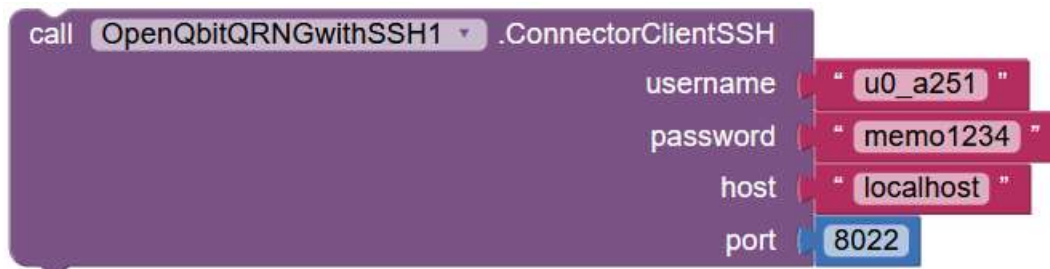 call OpenQbitQRNGwithSSH1 .ConnectorClientSSH
username " u0_a251 "
password " memo1234 "
host " localhost "
port 8022